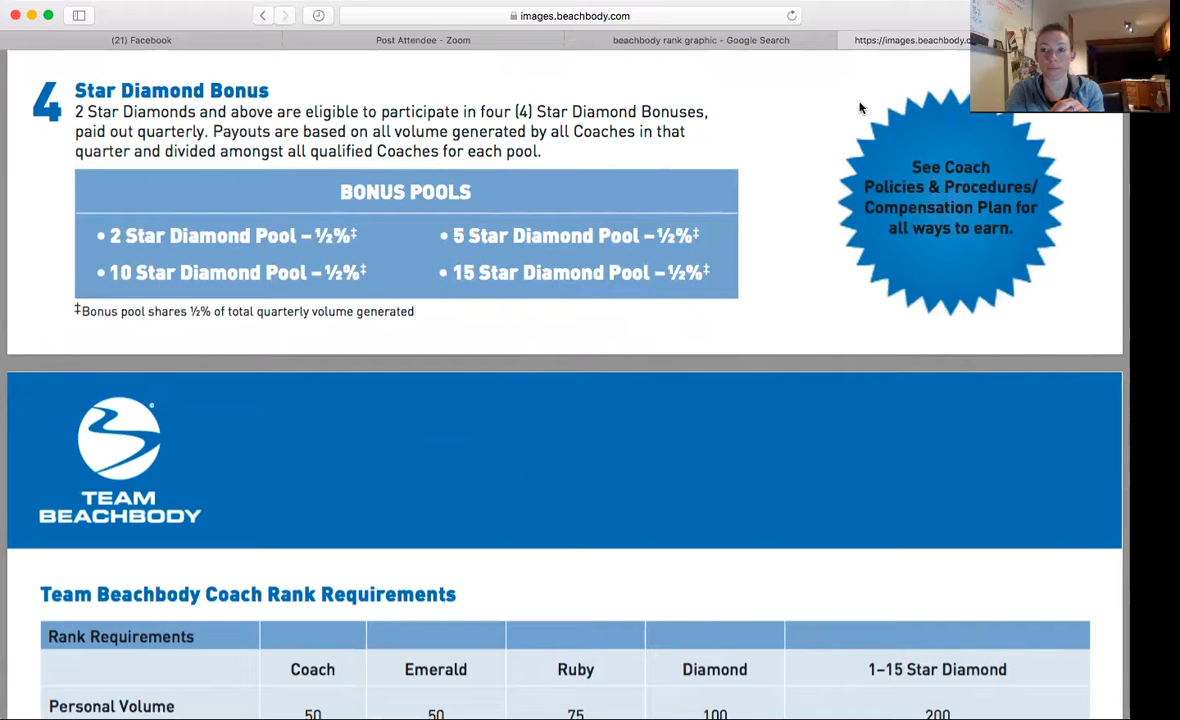 images.beachbody.com
(21) Facebook
Post Attendee - Zoom
beachbody rank graphic - Google Search
https://images.beachbody.c
4
Star Diamond Bonus
2 Star Diamonds and above are eligible to participate in four (4) Star Diamond Bonuses,
paid out quarterly. Payouts are based on all volume generated by all Coaches in that
quarter and divided amongst all qualified Coaches for each pool.
BONUS POOLS
• 2 Star Diamond Pool – ½%‡
• 5 Star Diamond Pool – ½%‡
• 10 Star Diamond Pool – ½%‡
• 15 Star Diamond Pool – ½%‡
‡Bonus pool shares ½% of total quarterly volume generated
See Coach
Policies & Procedures/
Compensation Plan for
all ways to earn.
TEAM
BEACHBODY
Team Beachbody Coach Rank Requirements
Rank Requirements
Coach
Emerald
Ruby
Diamond
1–15 Star Diamond
Personal Volume
50
50
75
100
200